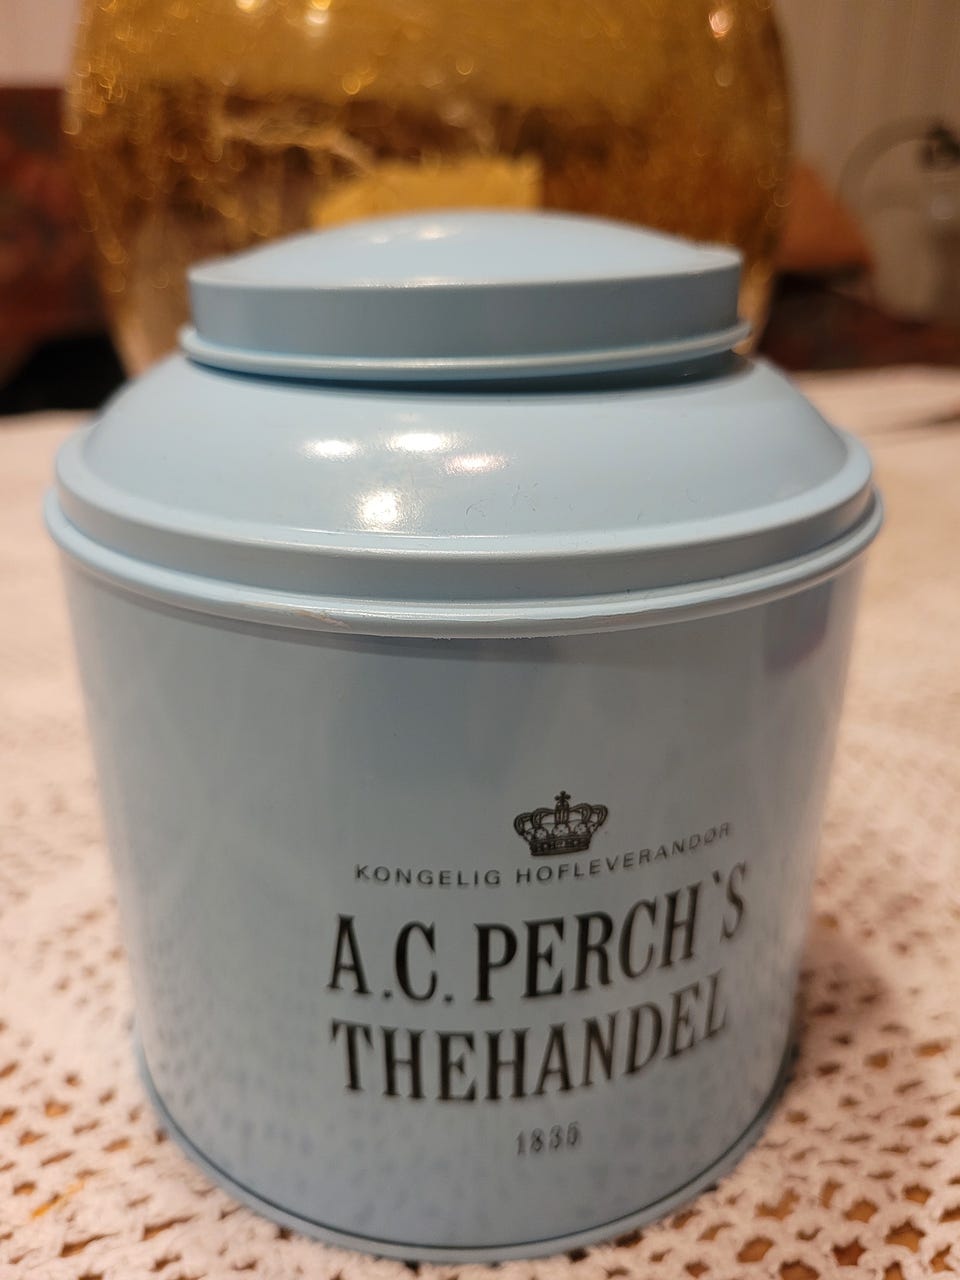 KONGELIG HOFLEVERANDØR
A.C. PERCH`S
THEHANDEL
1835